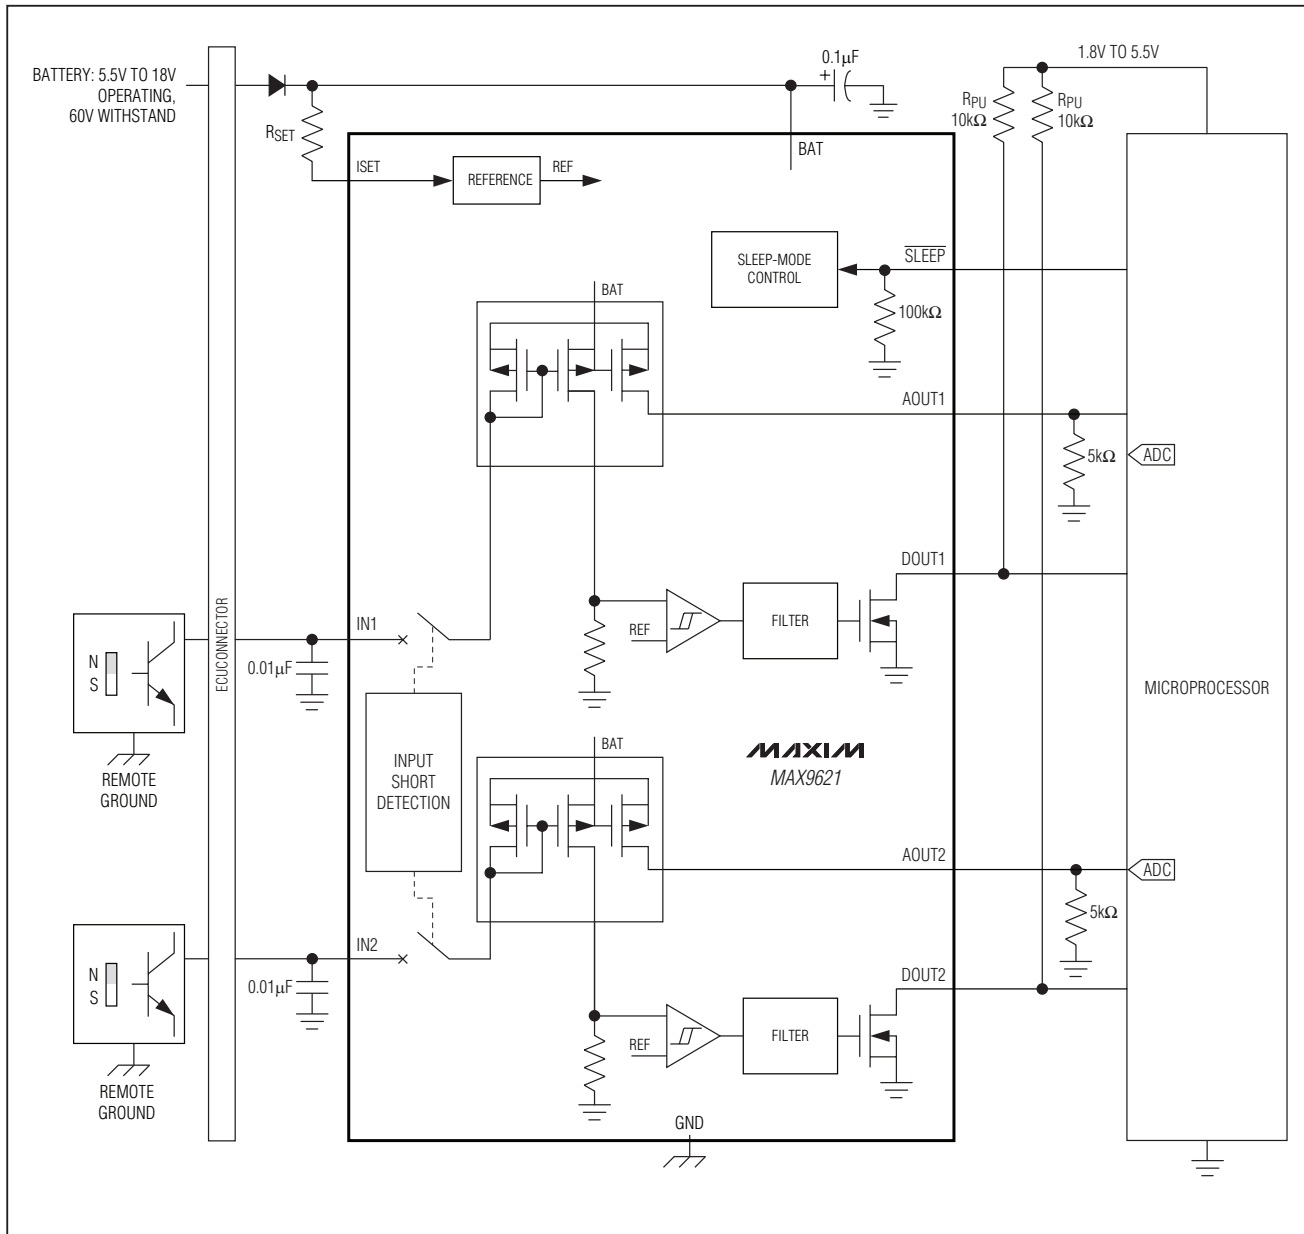 BATTERY: 5.5V TO 18V
OPERATING,
60V WITHSTAND
0.1µF
+
1.8V TO 5.5V
RPU
10kΩ
RPU
10kΩ
RSET
BAT
ISET
REFERENCE
REF
SLEEP-MODE
CONTROL
SLEEP
100kΩ
BAT
AOUT1
5kΩ
ADC
DOUT1
ECUCONNECTOR
IN1
REF
FILTER
N
S
0.01µF
MICROPROCESSOR
REMOTE
GROUND
INPUT
SHORT
DETECTION
BAT
MAXIM
MAX9621
AOUT2
ADC
5kΩ
IN2
N
S
0.01µF
DOUT2
REF
FILTER
REMOTE
GROUND
GND